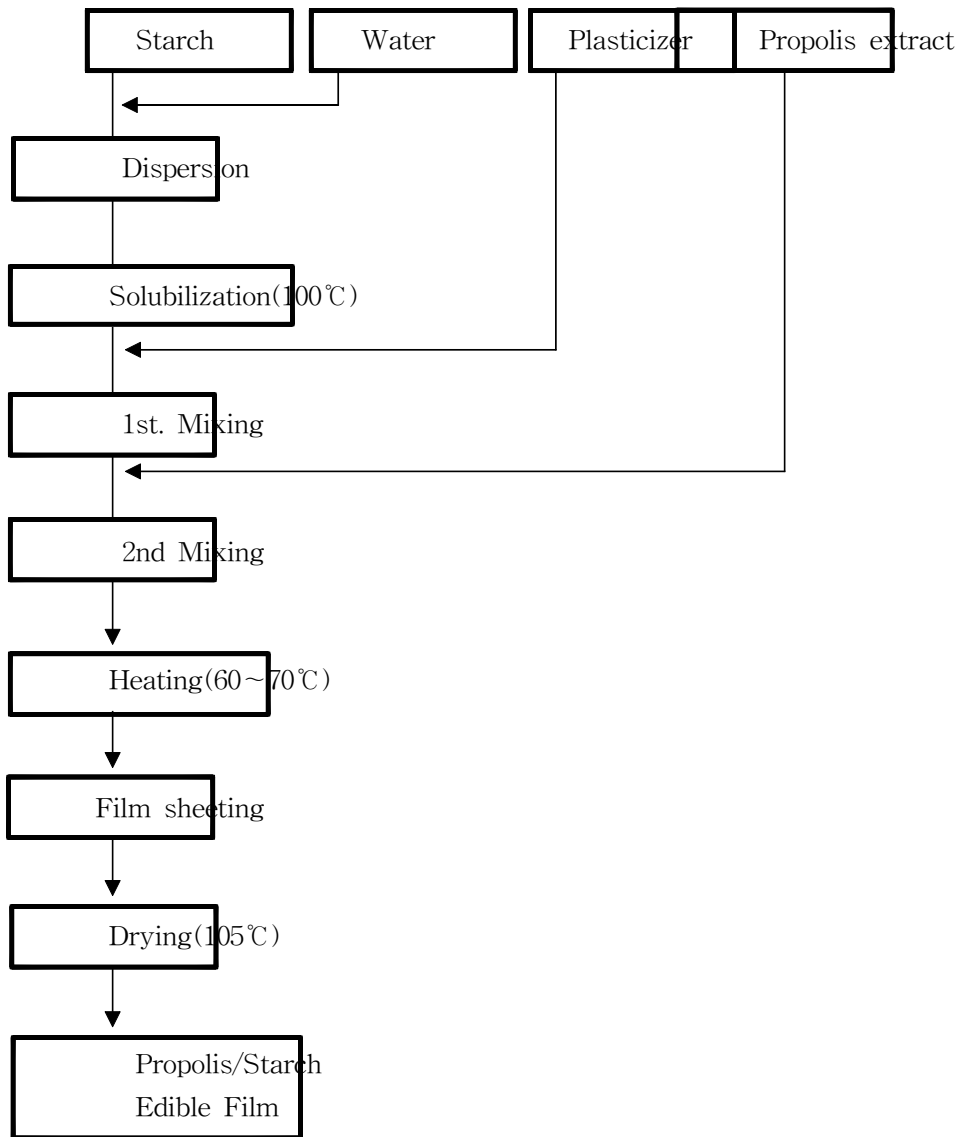 Starch
Water
Plasticizer
Propolis extract
Dispersion
Solubilization(100℃)
1st. Mixing
2nd Mixing
Heating(60～70℃)
Film sheeting
Drying(105℃)
Propolis/Starch
Edible Film